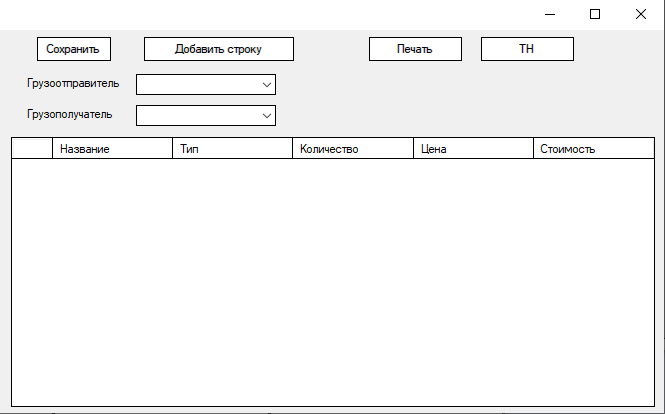 Сохранить Добавить строку Печать ТН
Грузоотправитель
Грузополучатель
Название Тип Количество Цена Стоимость